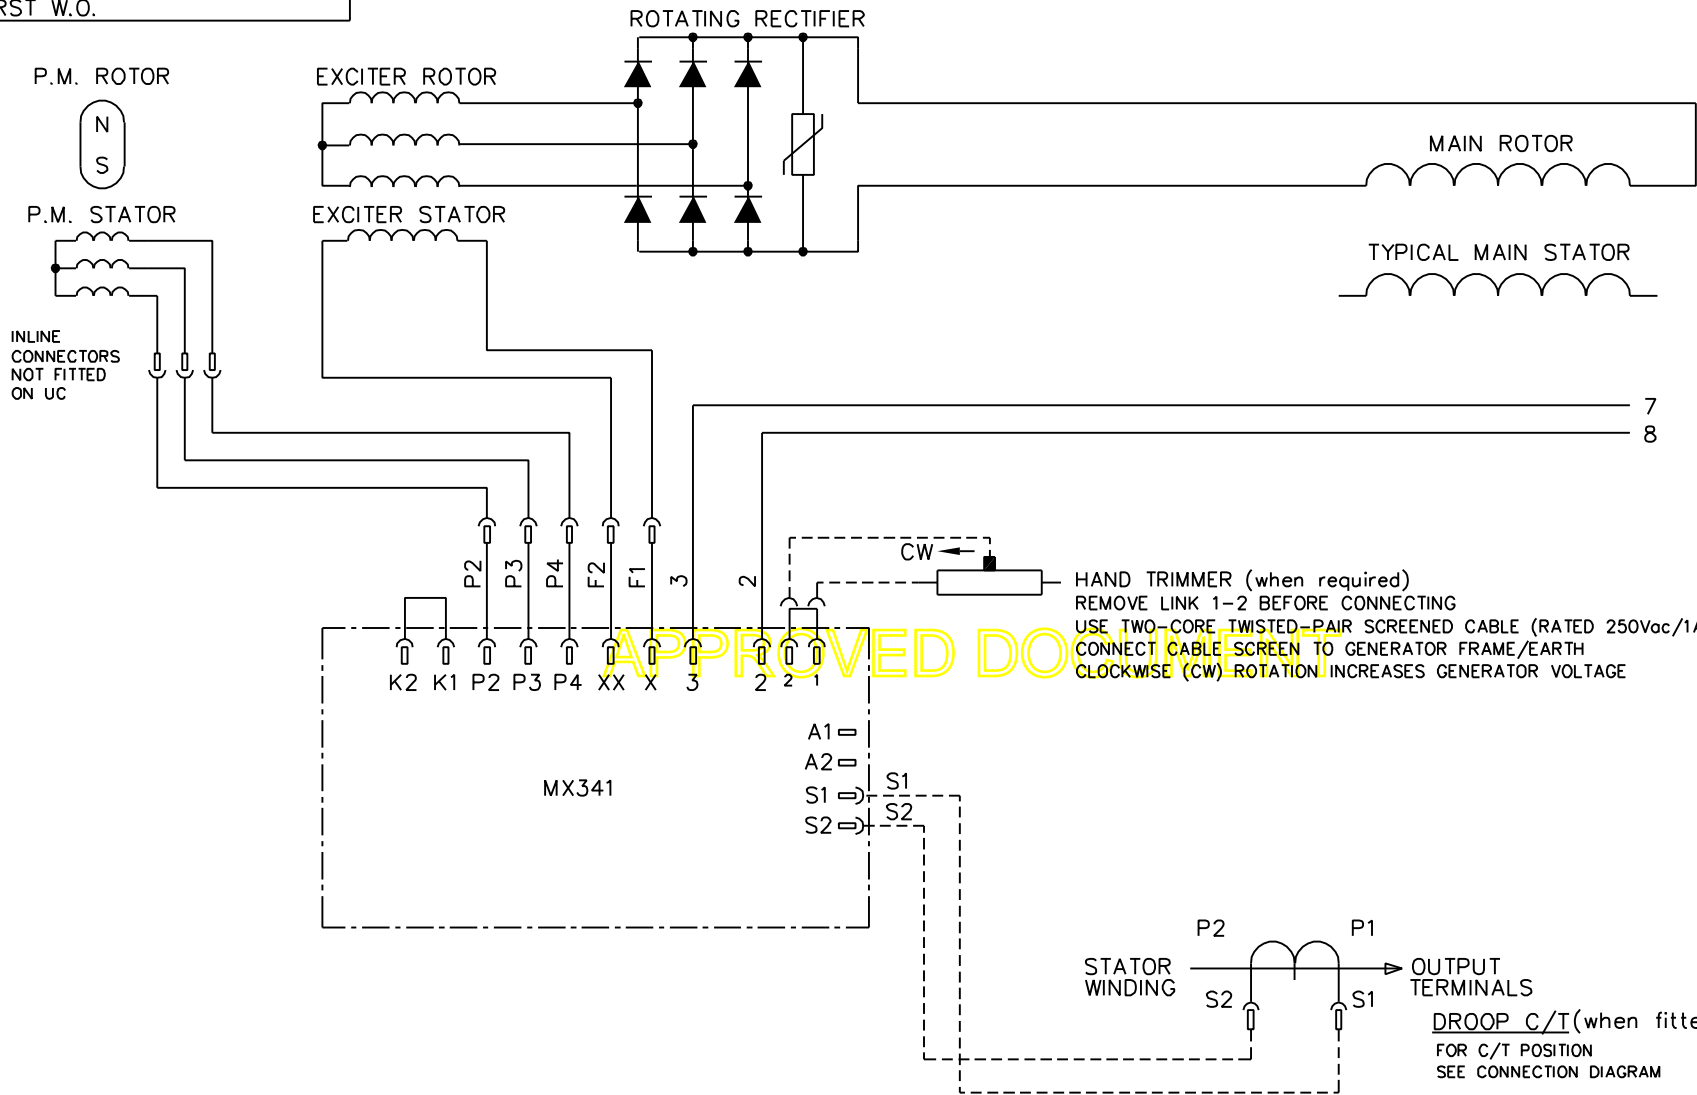 RST W.O.
ROTATING RECTIFIER
P.M. ROTOR
EXCITER ROTOR
N
S
MAIN ROTOR
P.M. STATOR
EXCITER STATOR
TYPICAL MAIN STATOR
INLINE
CONNECTORS
NOT FITTED
ON UC
7
8
P2 P3 P4 F2 F1 3 2
CW
HAND TRIMMER (when required)
REMOVE LINK 1-2 BEFORE CONNECTING
USE TWO-CORE TWISTED-PAIR SCREENED CABLE (RATED 250Vac/1A
CONNECT CABLE SCREEN TO GENERATOR FRAME/EARTH
CLOCKWISE (CW) ROTATION INCREASES GENERATOR VOLTAGE
APPROVED DOCUMENT
K2 K1 P2 P3 P4 XX X 3 2 2 1
A1
A2
MX341
S1 S1
S2 S2
P2 P1
STATOR
WINDING
OUTPUT
TERMINALS
S2 S1
DROOP C/T (when fitte
FOR C/T POSITION
SEE CONNECTION DIAGRAM